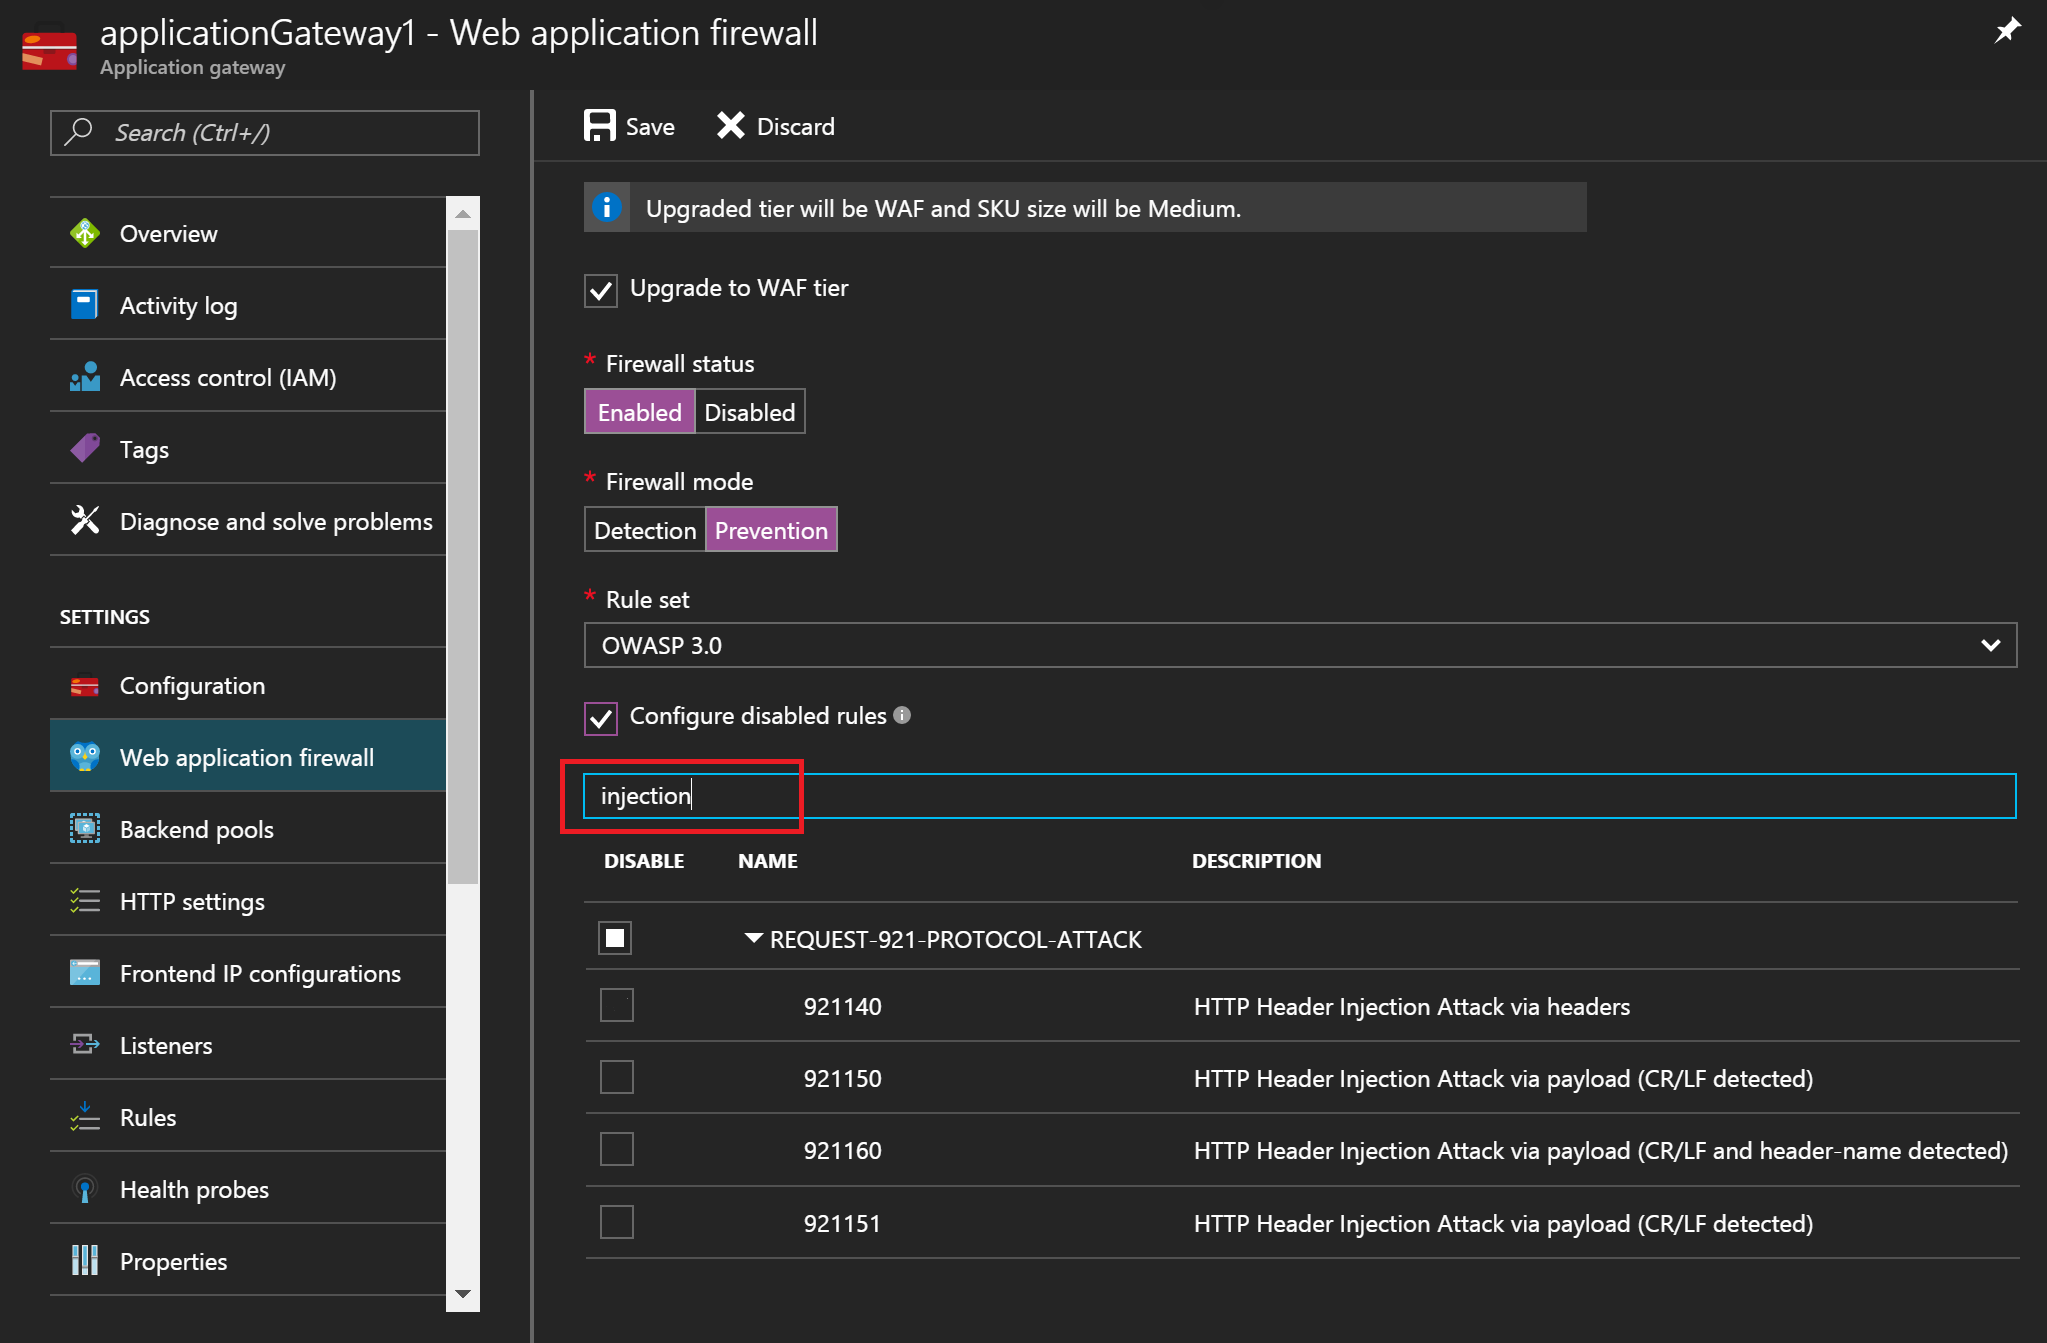 applicationGateway1 - Web application firewall
Application gateway
Search (Ctrl+/)
Overview
Activity log
Access control (IAM)
Tags
Diagnose and solve problems
SETTINGS
Configuration
Web application firewall
Backend pools
HTTP settings
Frontend IP configurations
Listeners
Rules
Health probes
Properties
Save Discard
Upgraded tier will be WAF and SKU size will be Medium.
Upgrade to WAF tier
* Firewall status
Enabled Disabled
* Firewall mode
Detection Prevention
* Rule set
OWASP 3.0
Configure disabled rules
injection
DISABLE NAME DESCRIPTION
REQUEST-921-PROTOCOL-ATTACK
921140 HTTP Header Injection Attack via headers
921150 HTTP Header Injection Attack via payload (CR/LF detected)
921160 HTTP Header Injection Attack via payload (CR/LF and header-name detected)
921151 HTTP Header Injection Attack via payload (CR/LF detected)